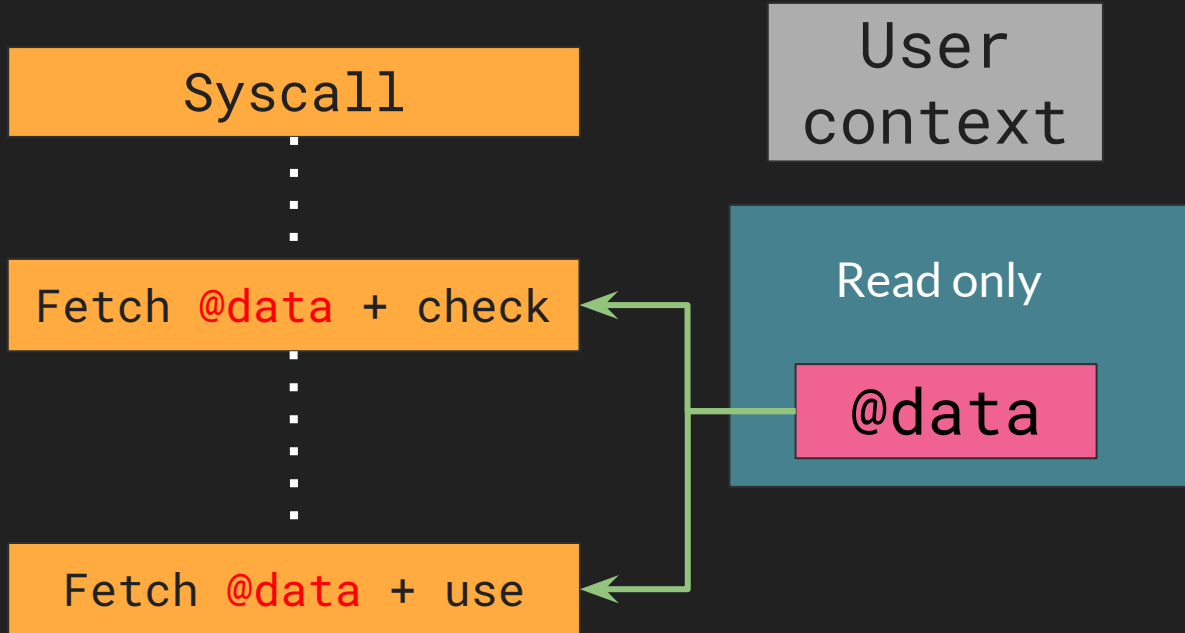 Syscall
User
context
Fetch @data + check
Read only
@data
Fetch @data + use